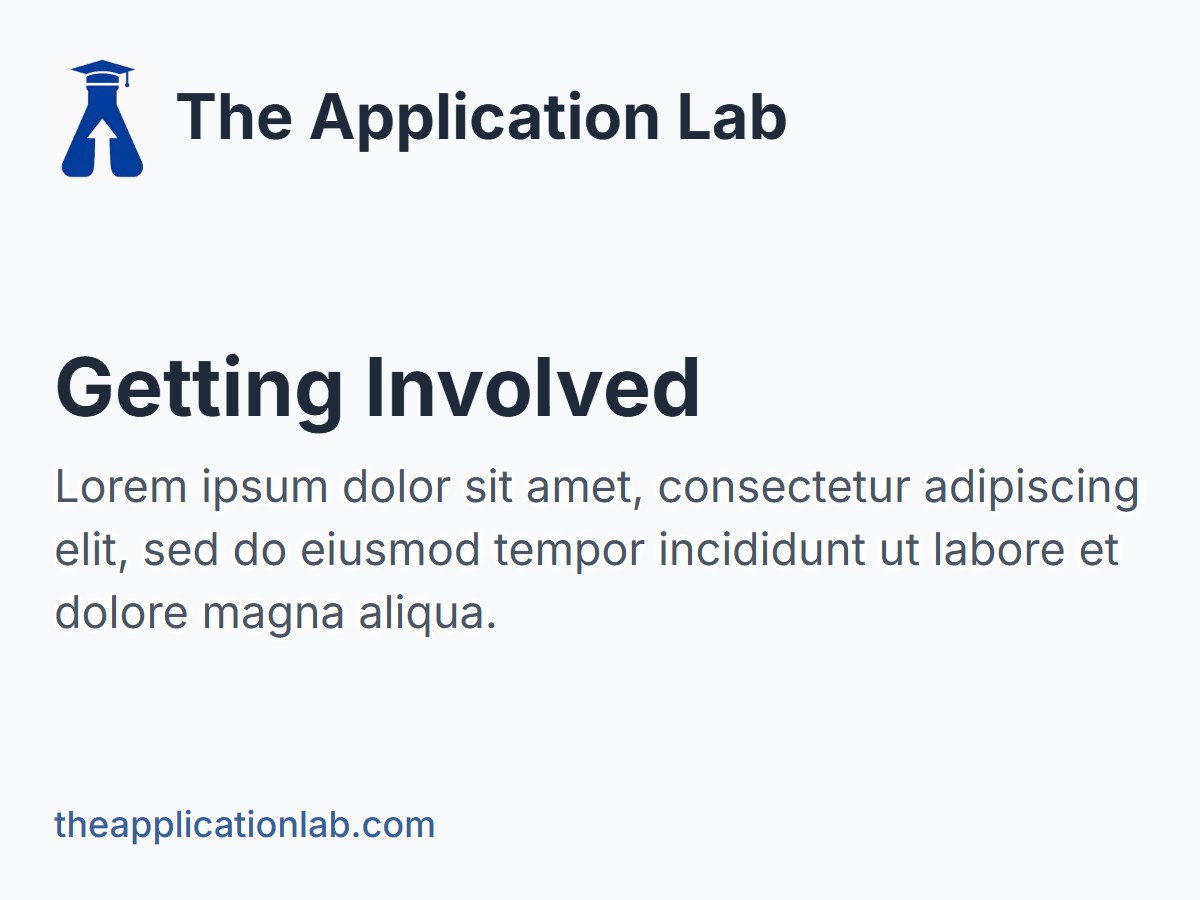 The Application Lab
Getting Involved
Lorem ipsum dolor sit amet, consectetur adipiscing
elit, sed do eiusmod tempor incididunt ut labore et
dolore magna aliqua.
theapplicationlab.com